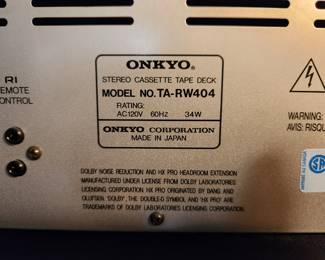 ONKYO®
STEREO CASSETTE TAPE DECK
MODEL NO. TA-RW404
RATING:
AC120V 60Hz 34W
ONKYO CORPORATION
MADE IN JAPAN
RI
REMOTE
CONTROL
WARNING:
AVIS: RISQU
DOLBY NOISE REDUCTION AND HX PRO HEADROOM EXTENSION
MANUFACTURED UNDER LICENSE FROM DOLBY LABORATORIES
LICENSING CORPORATION HX PRO ORIGINATED BY BANG AND
OLUFSEN, 'DOLBY', THE DOUBLE-D SYMBOL AND 'HX PRO' ARE
TRADEMARKS OF DOLBY LABORATORIES LICENSING CORPORATION.